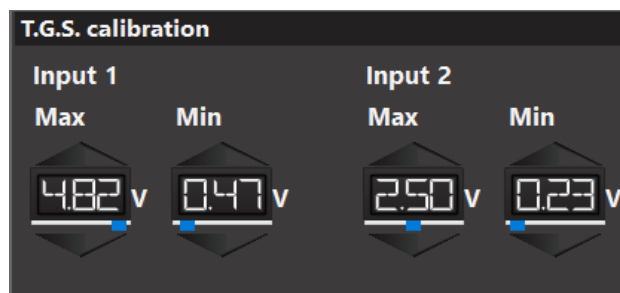 T.G.S. calibration
Input 1 Input 2
Max Min Max Min
4.82 V 0.47 V 2.50 V 0.23 V